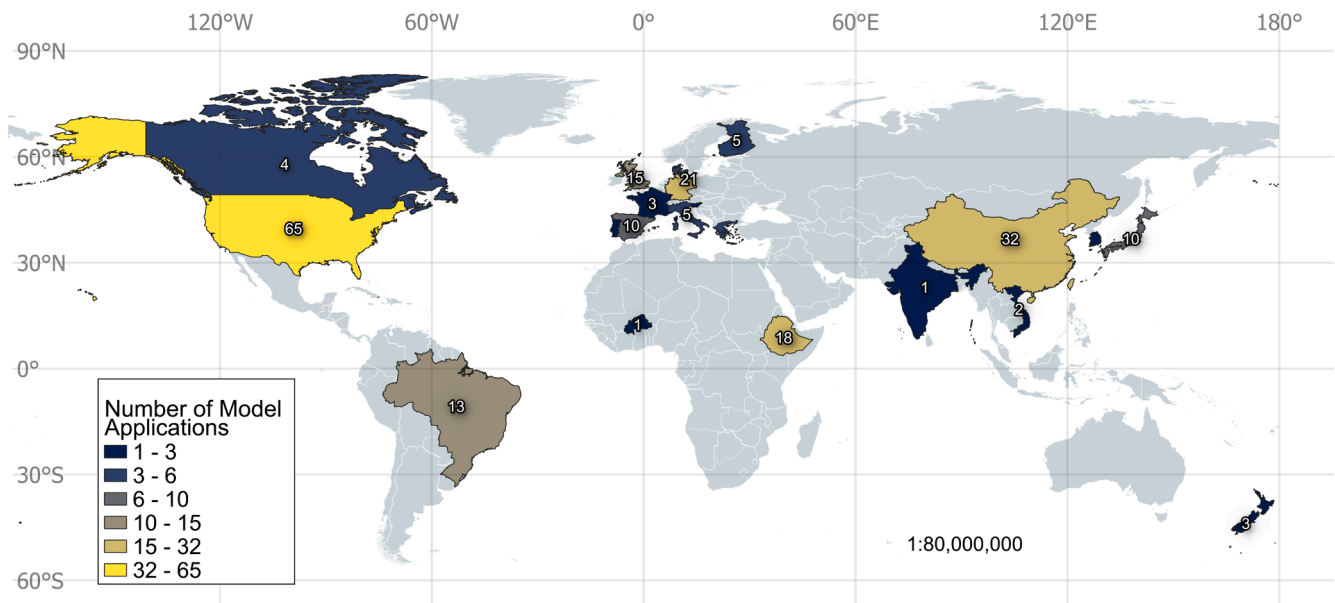 120°W 60°W 0° 60°E 120°E 180°
90°N
60°N
30°N
0°
30°S
60°S
4
65
13
5
15
21
3
5
10
1
18
32
10
1
2
3
Number of Model
Applications
1 - 3
3 - 6
6 - 10
10 - 15
15 - 32
32 - 65
1:80,000,000